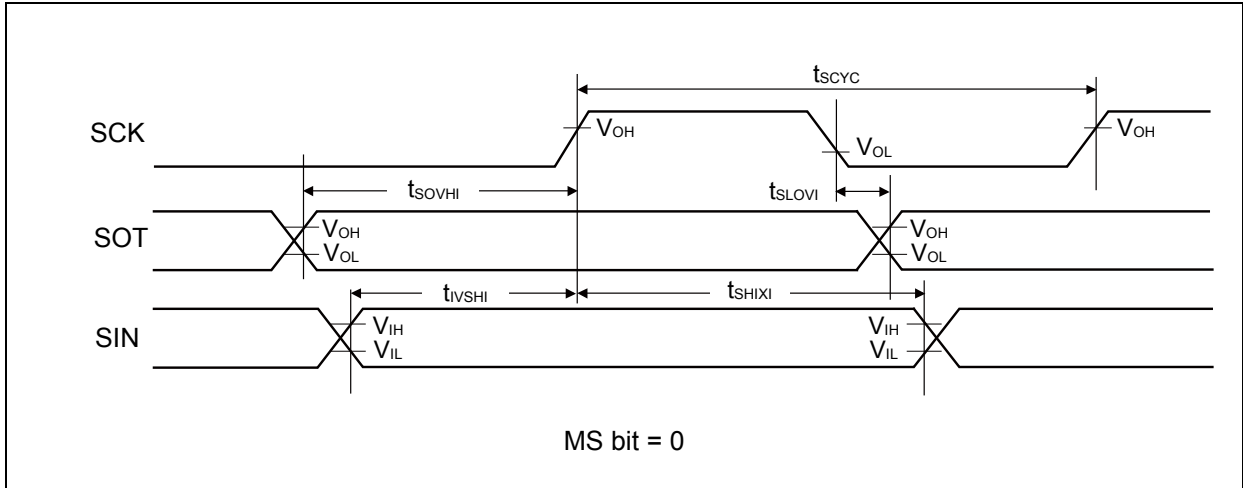 tSCYC
SCK
VOH
VOL
VOH
tSOVHI
tSLOVI
SOT
VOH
VOL
VOH
VOL
tIVSHI
tSHIXI
SIN
VIH
VIL
VIH
VIL
MS bit = 0